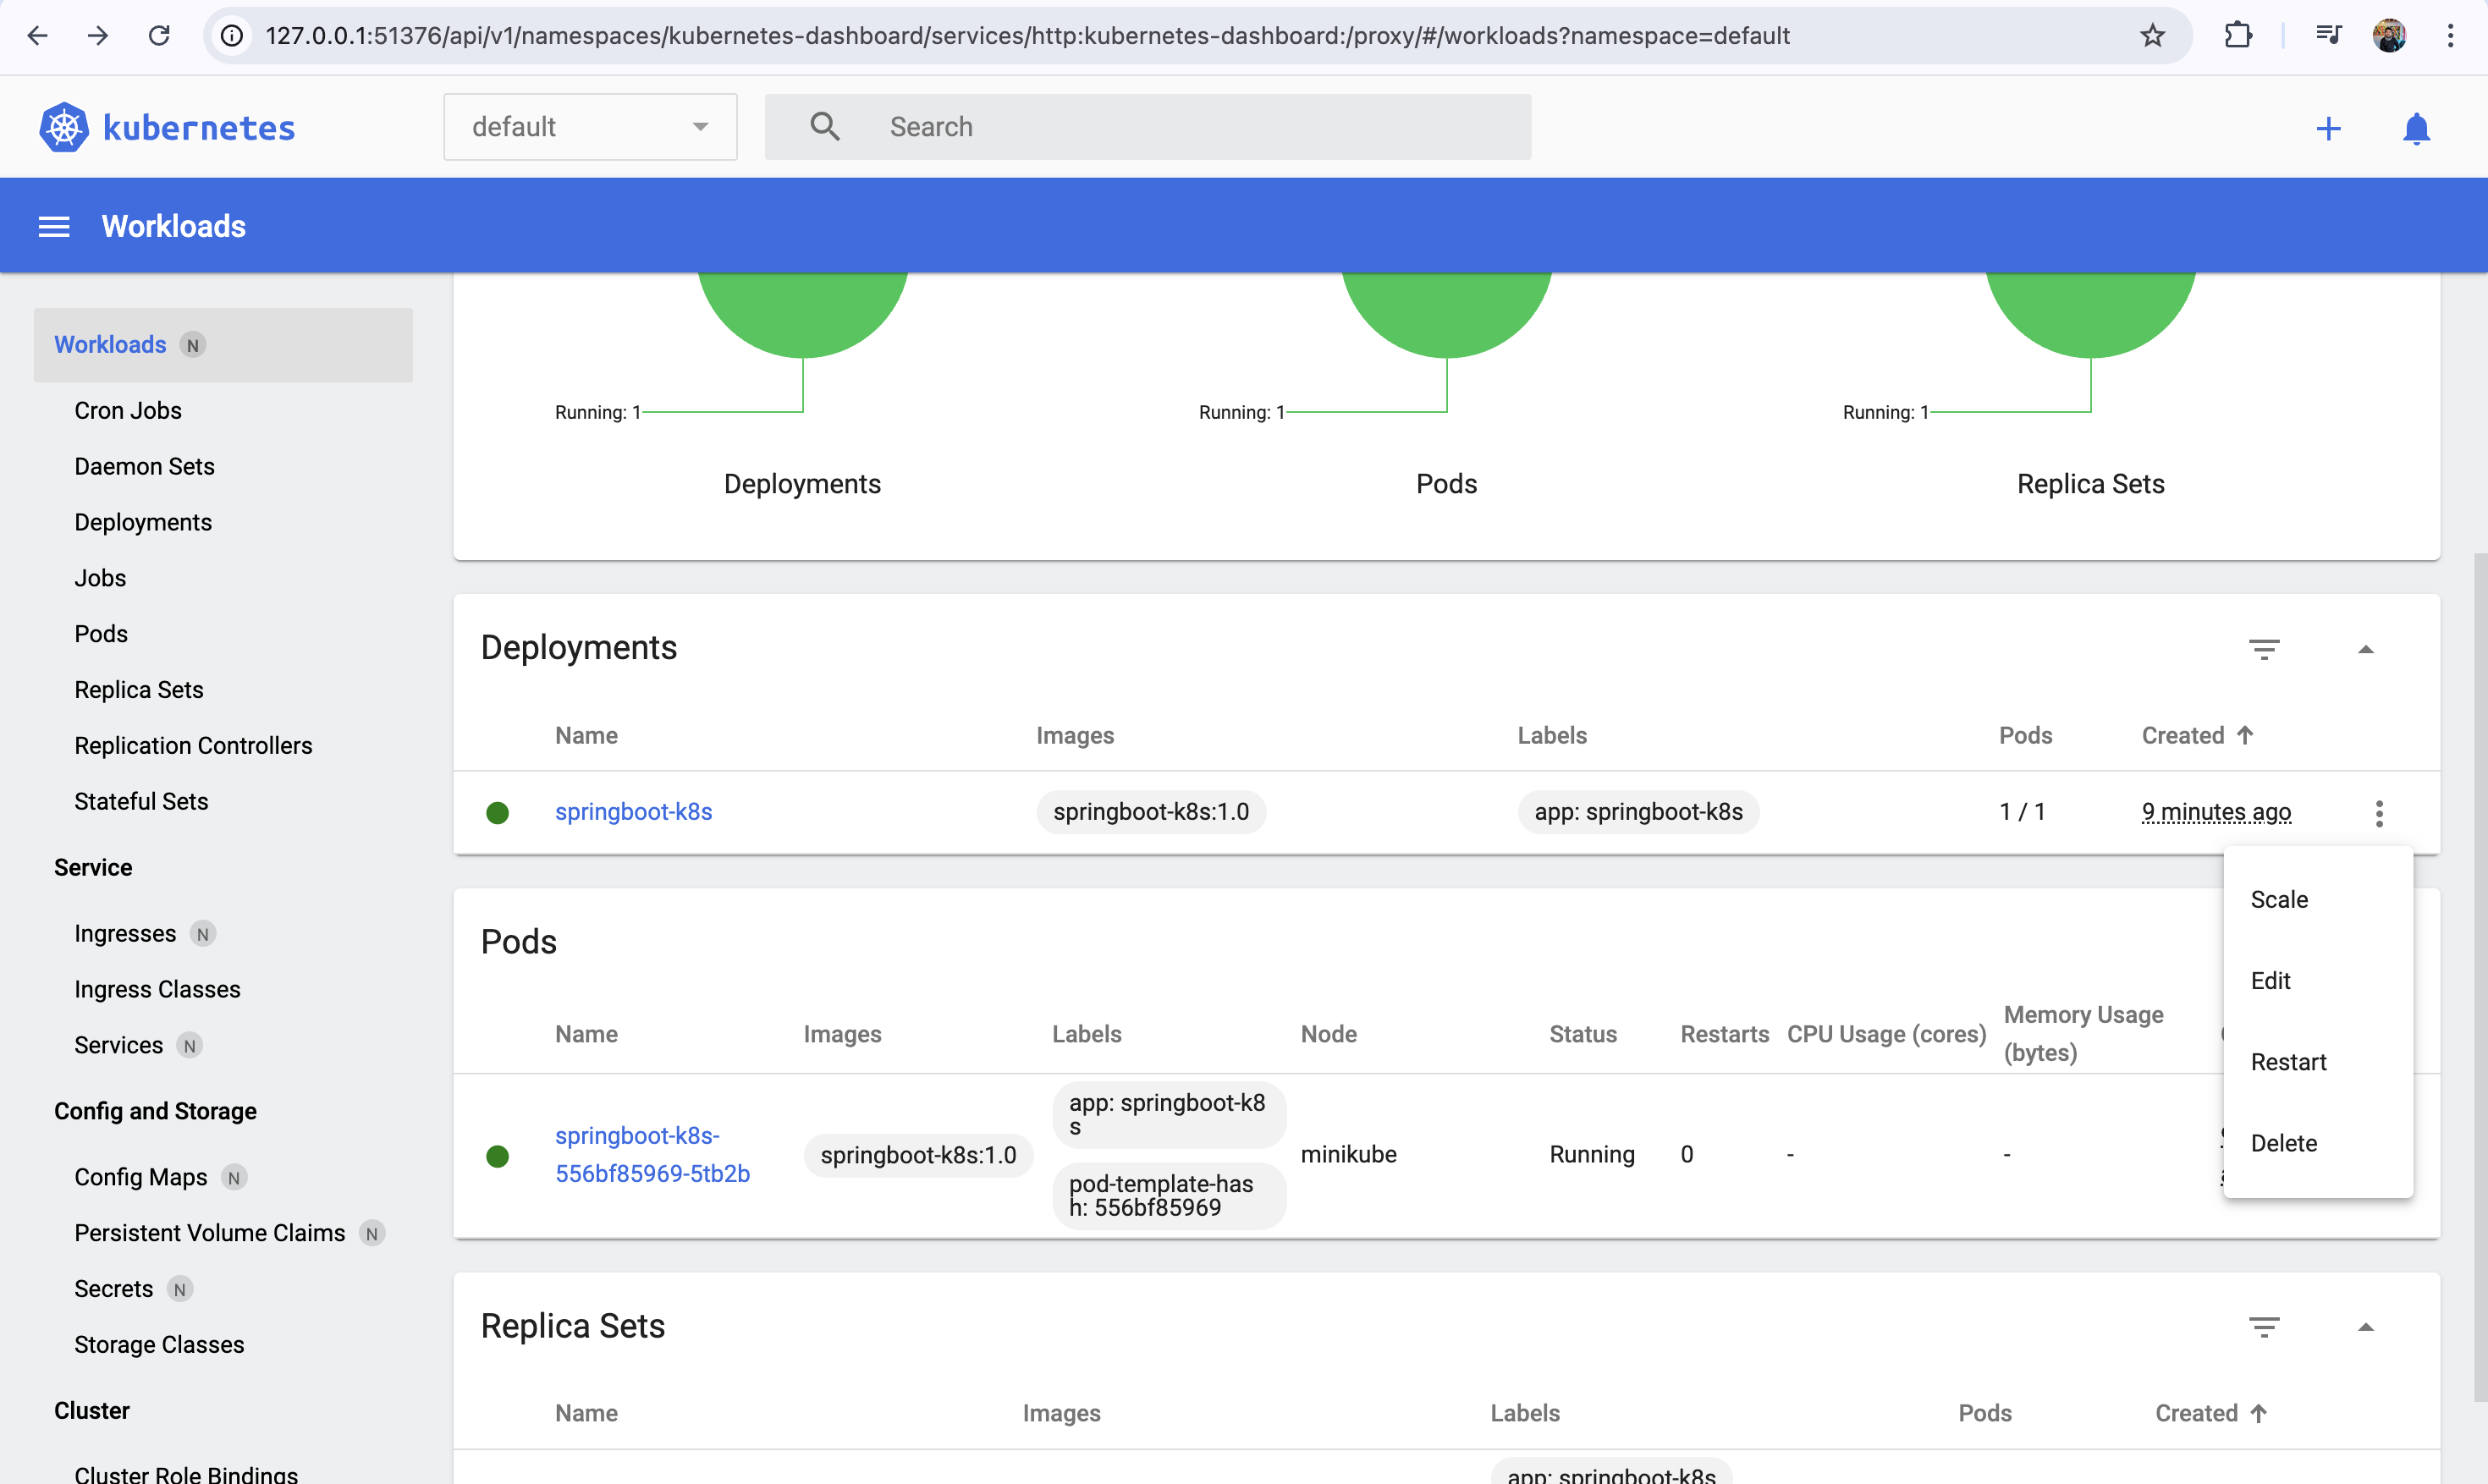 127.0.0.1:51376/api/v1/namespaces/kubernetes-dashboard/services/http:kubernetes-dashboard:/proxy/#/workloads?namespace=default
kubernetes
default
Search
Workloads
Workloads N
Cron Jobs
Daemon Sets
Deployments
Jobs
Pods
Replica Sets
Replication Controllers
Stateful Sets
Service
Ingresses N
Ingress Classes
Services N
Config and Storage
Config Maps N
Persistent Volume Claims N
Secrets N
Storage Classes
Cluster
Cluster Role Bindings
Running: 1
Running: 1
Running: 1
Deployments
Pods
Replica Sets
Deployments
Name Images Labels Pods Created
springboot-k8s springboot-k8s:1.0 app: springboot-k8s 1 / 1 9 minutes ago
Scale
Edit
Restart
Delete
Pods
Name Images Labels Node Status Restarts CPU Usage (cores) Memory Usage
(bytes)
springboot-k8s-
556bf85969-5tb2b
springboot-k8s:1.0
app: springboot-k8
s
pod-template-has
h: 556bf85969
minikube
Running
0
-
-
Replica Sets
Name Images Labels Pods Created
app: springboot-k8s